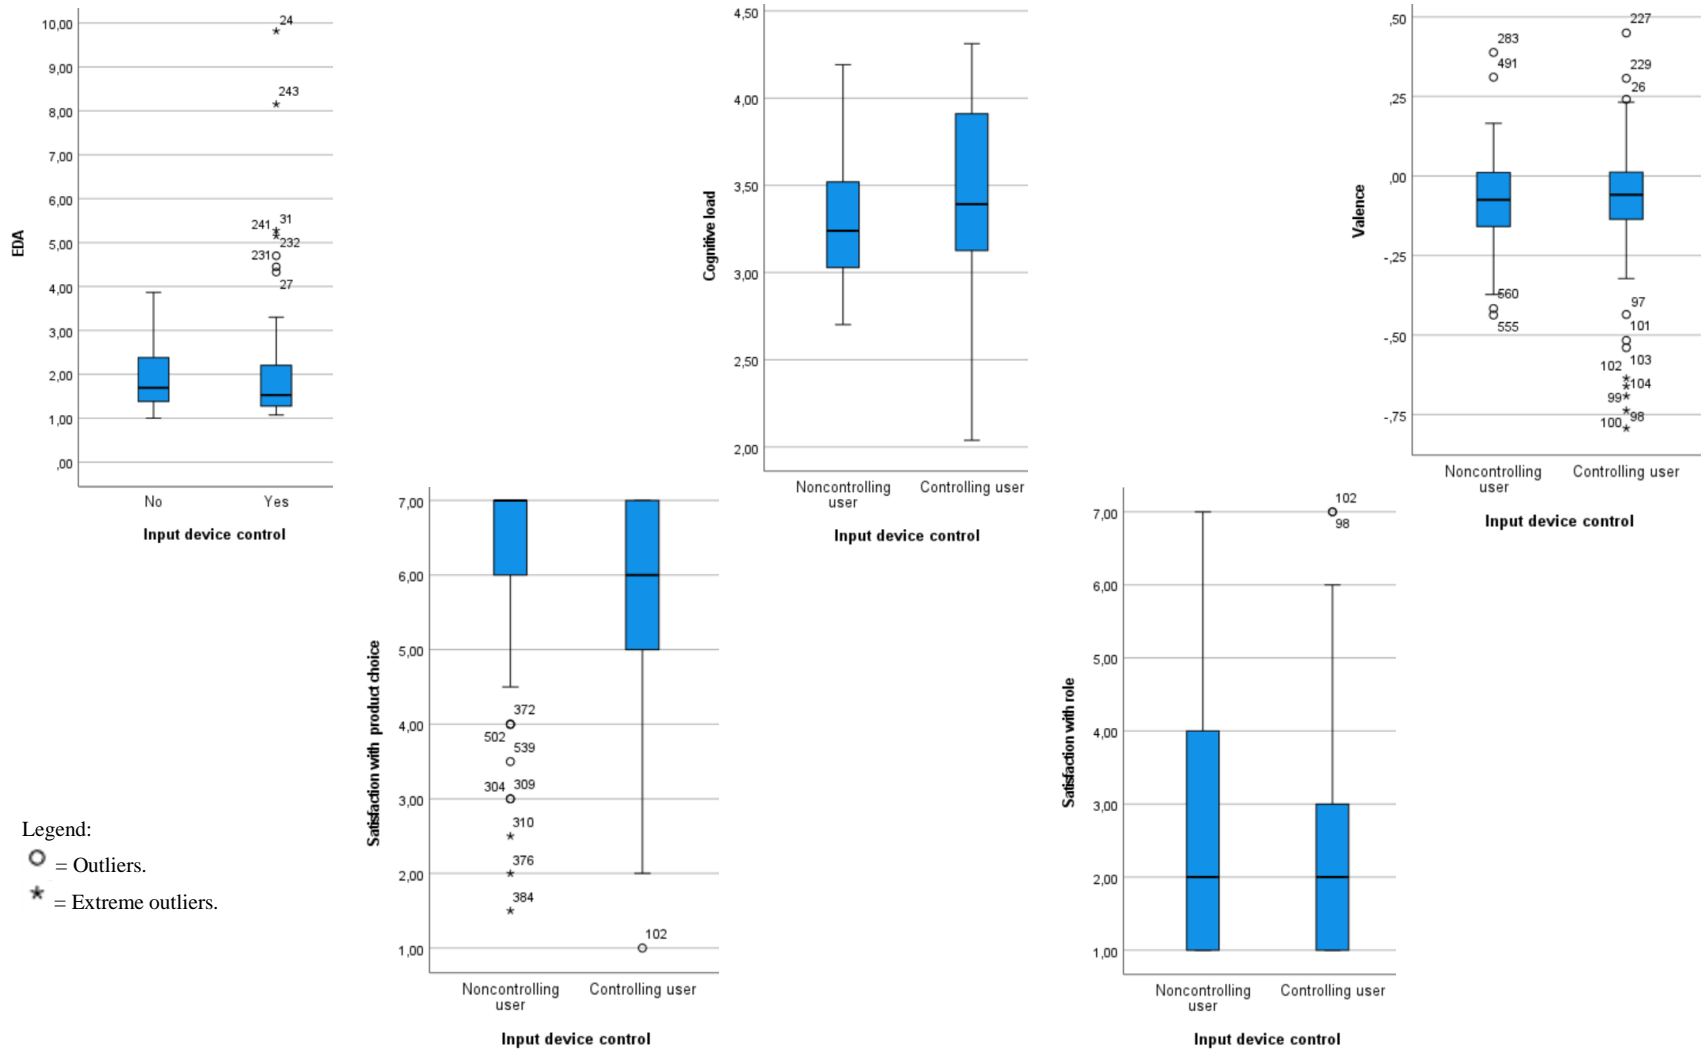 10,00
9,00
8,00
7,00
6,00
5,00
4,00
3,00
2,00
1,00
,00
EDA
24
243
241
31
232
231
27
No
Yes
Input device control
4,50
4,00
3,50
3,00
2,50
2,00
Cognitive load
Noncontrolling
user
Controlling user
Input device control
,50
,25
,00
-,25
-,50
-,75
Valence
283
491
560
555
227
229
26
97
101
103
102
104
99
98
100
Noncontrolling
user
Controlling user
Input device control
7,00
6,00
5,00
4,00
3,00
2,00
1,00
Satisfaction with product choice
372
502
539
304
309
310
376
384
102
Noncontrolling
user
Controlling user
Input device control
7,00
6,00
5,00
4,00
3,00
2,00
1,00
Satisfaction with role
102
98
Noncontrolling
user
Controlling user
Input device control
Legend:
= Outliers.
= Extreme outliers.